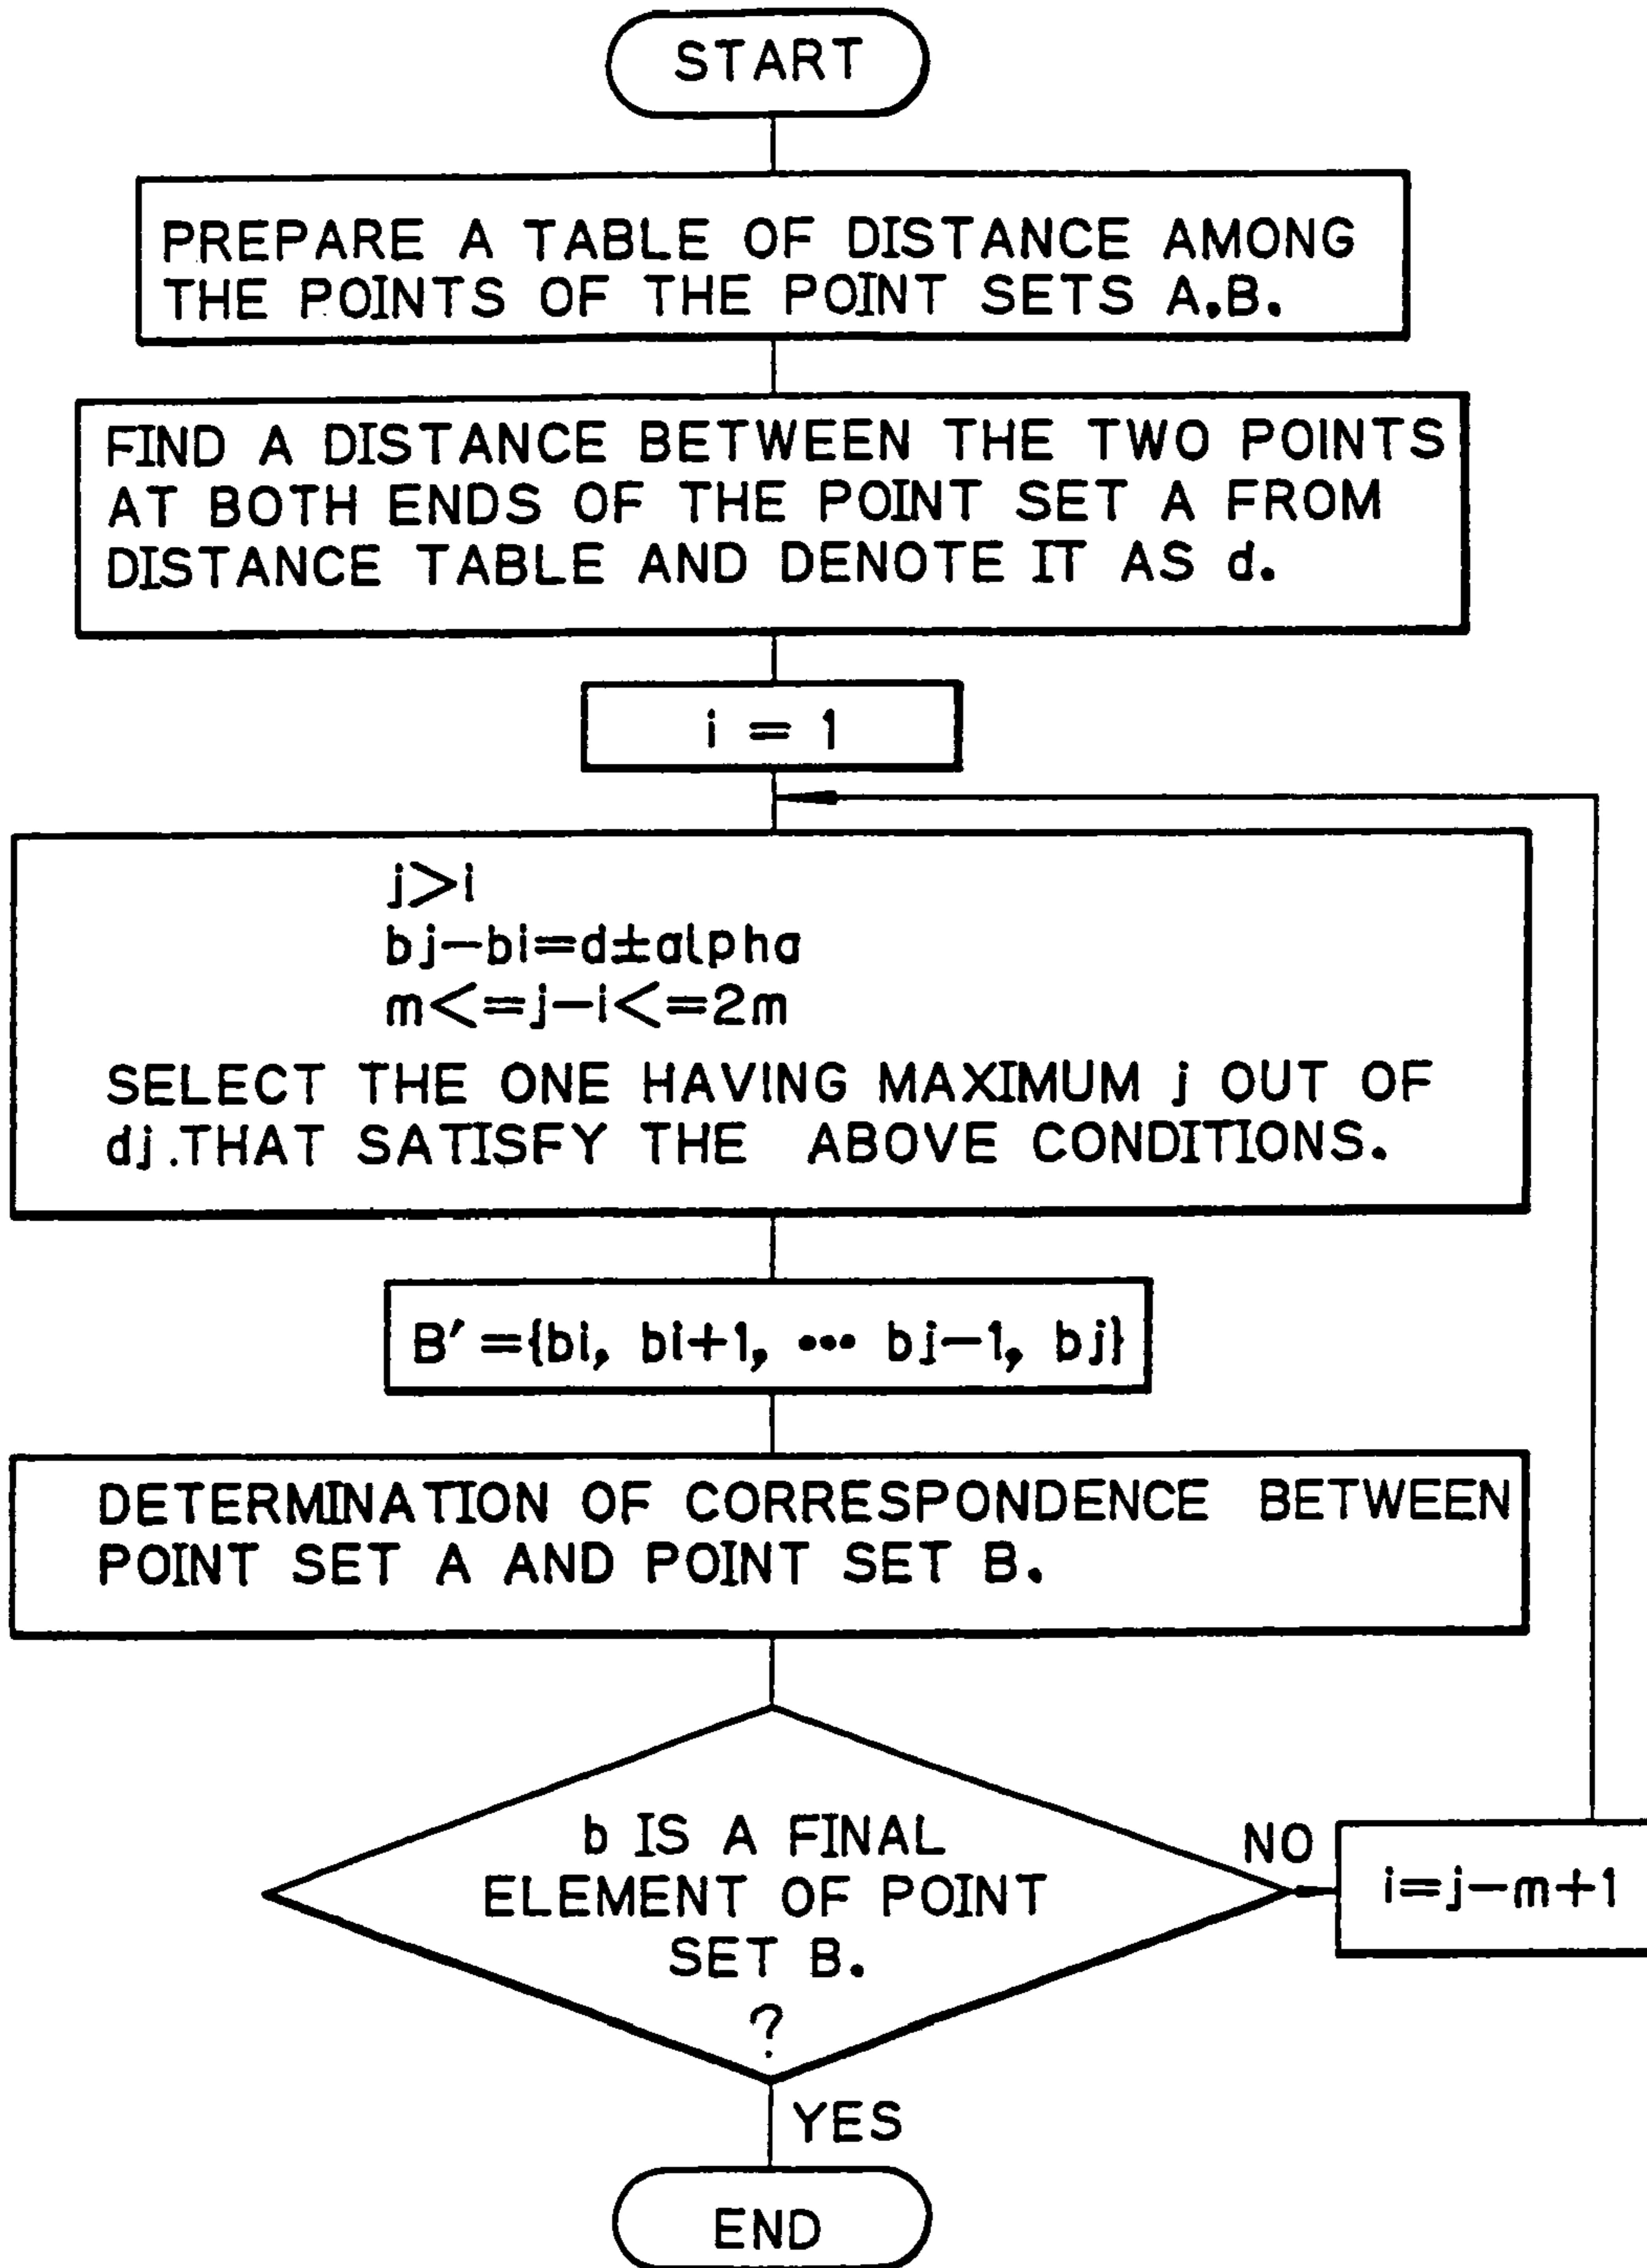 START
PREPARE A TABLE OF DISTANCE AMONG
THE POINTS OF THE POINT SETS A.B.
FIND A DISTANCE BETWEEN THE TWO POINTS
AT BOTH ENDS OF THE POINT SET A FROM
DISTANCE TABLE AND DENOTE IT AS d.
i = 1
j>i
bj-bi=d±alpha
m<=j-i<=2m
SELECT THE ONE HAVING MAXIMUM j OUT OF
dj.THAT SATISFY THE ABOVE CONDITIONS.
B′={bi, bi+1, ••• bj-1, bj}
DETERMINATION OF CORRESPONDENCE BETWEEN
POINT SET A AND POINT SET B.
b IS A FINAL
ELEMENT OF POINT
SET B.
?
NO
i=j-m+1
YES
END